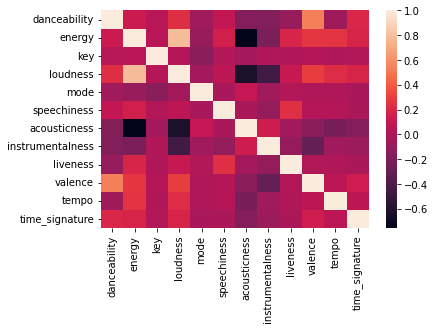 danceability
energy
key
loudness
mode
speechiness
acousticness
instrumentalness
liveness
valence
tempo
time_signature
danceability
energy
key
loudness
mode
speechiness
acousticness
instrumentalness
liveness
valence
tempo
time_signature
1.0
0.8
0.6
0.4
0.2
0.0
−0.2
−0.4
−0.6